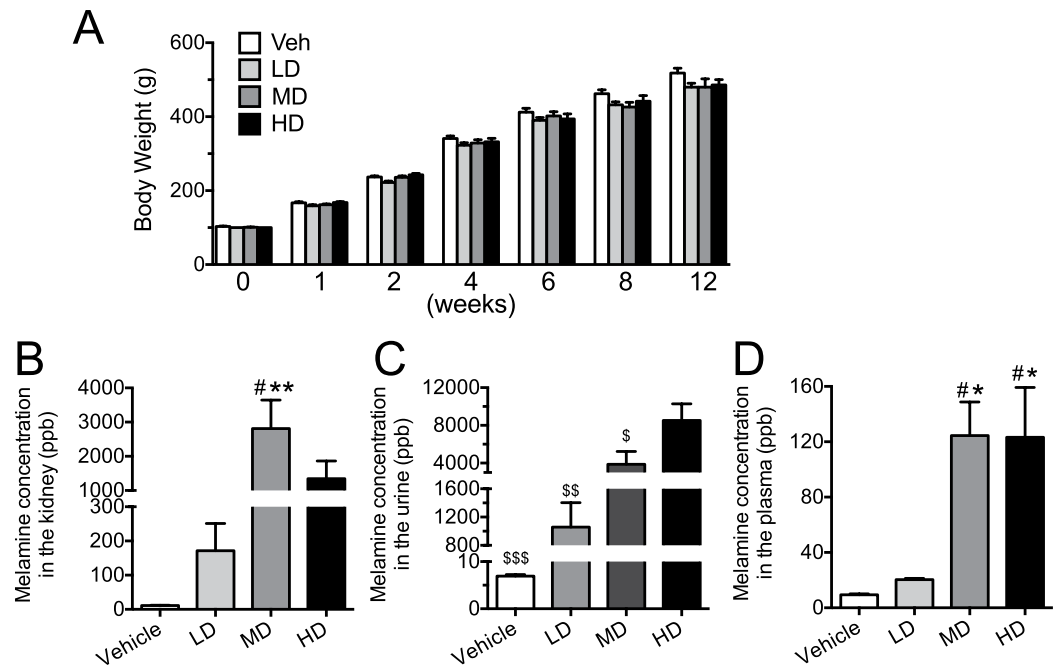 A
Body Weight (g)
600
400
200
0
Veh
LD
MD
HD
0 1 2 4 6 8 12
(weeks)
B
Melamine concentration
in the kidney (ppb)
4000
3000
2000
1000
300
200
100
0
#**
Vehicle LD MD HD
C
Melamine concentration
in the urine (ppb)
12000
8000
4000
1600
1200
800
10
0
$$$
$$
$
Vehicle LD MD HD
D
Melamine concentration
in the plasma (ppb)
160
120
80
40
0
#*
#*
Vehicle LD MD HD